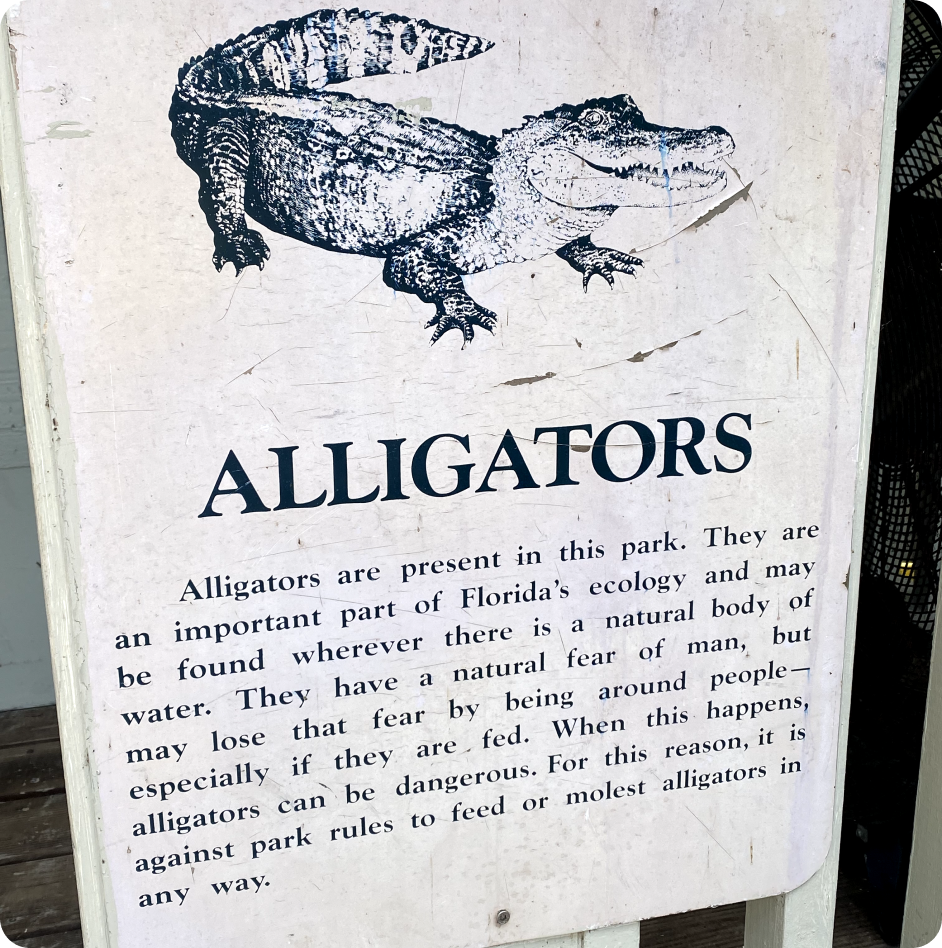 ALLIGATORS
Alligators are present in this park. They are
an important part of Florida's ecology and may
be found wherever there is a natural body of
water. They have a natural fear of man, but
may lose that fear by being around people—
especially if they are fed. When this happens,
alligators can be dangerous. For this reason, it is
against park rules to feed or molest alligators in
any way.